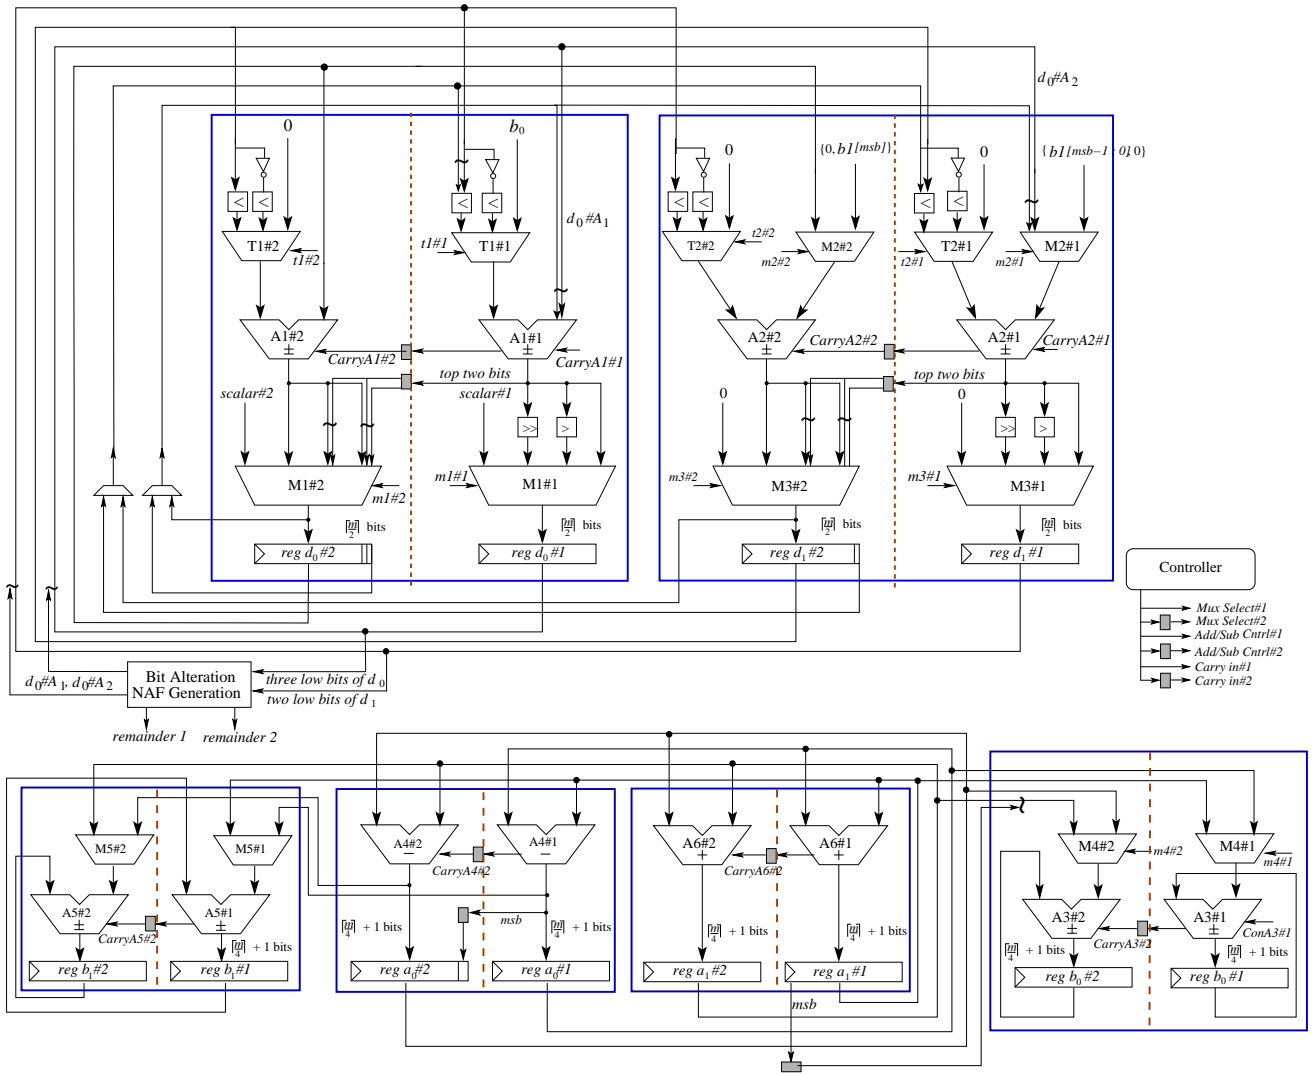 d₀#A₂
0
b₀
0
{0, b1[msb]}
0
{b1[msb−1 : 0], 0}
<
<
<
<
<
<
<
<
d₀#A₁
T1#2
t1#2
t1#1
T1#1
T2#2
t2#2
m2#2
M2#2
t2#1
T2#1
m2#1
M2#1
A1#2
±
CarryA1#2
A1#1
±
CarryA1#1
A2#2
±
CarryA2#2
A2#1
±
CarryA2#1
top two bits
top two bits
scalar#2
scalar#1
0
0
>>
>
>>
>
M1#2
m1#2
m1#1
M1#1
m3#2
M3#2
m3#1
M3#1
⌈m/2⌉ bits
⌈m/2⌉ bits
⌈m/2⌉ bits
⌈m/2⌉ bits
reg d₀#2
reg d₀#1
reg d₁#2
reg d₁#1
Controller
Mux Select#1
Mux Select#2
Add/Sub Cntrl#1
Add/Sub Cntrl#2
Carry in#1
Carry in#2
d₀#A₁, d₀#A₂
Bit Alteration
NAF Generation
three low bits of d₀
two low bits of d₁
remainder 1
remainder 2
M5#2
M5#1
A4#2
−
A4#1
−
CarryA4#2
A6#2
+
A6#1
+
CarryA6#2
M4#2
m4#2
M4#1
m4#1
A5#2
±
A5#1
±
CarryA5#2
msb
A3#2
±
A3#1
±
CarryA3#2
ConA3#1
⌈m/4⌉ + 1 bits
⌈m/4⌉ + 1 bits
⌈m/4⌉ + 1 bits
⌈m/4⌉ + 1 bits
⌈m/4⌉ + 1 bits
⌈m/4⌉ + 1 bits
⌈m/4⌉ + 1 bits
reg b₁#2
reg b₁#1
reg a₀#2
reg a₀#1
reg a₁#2
reg a₁#1
reg b₀#2
reg b₀#1
msb